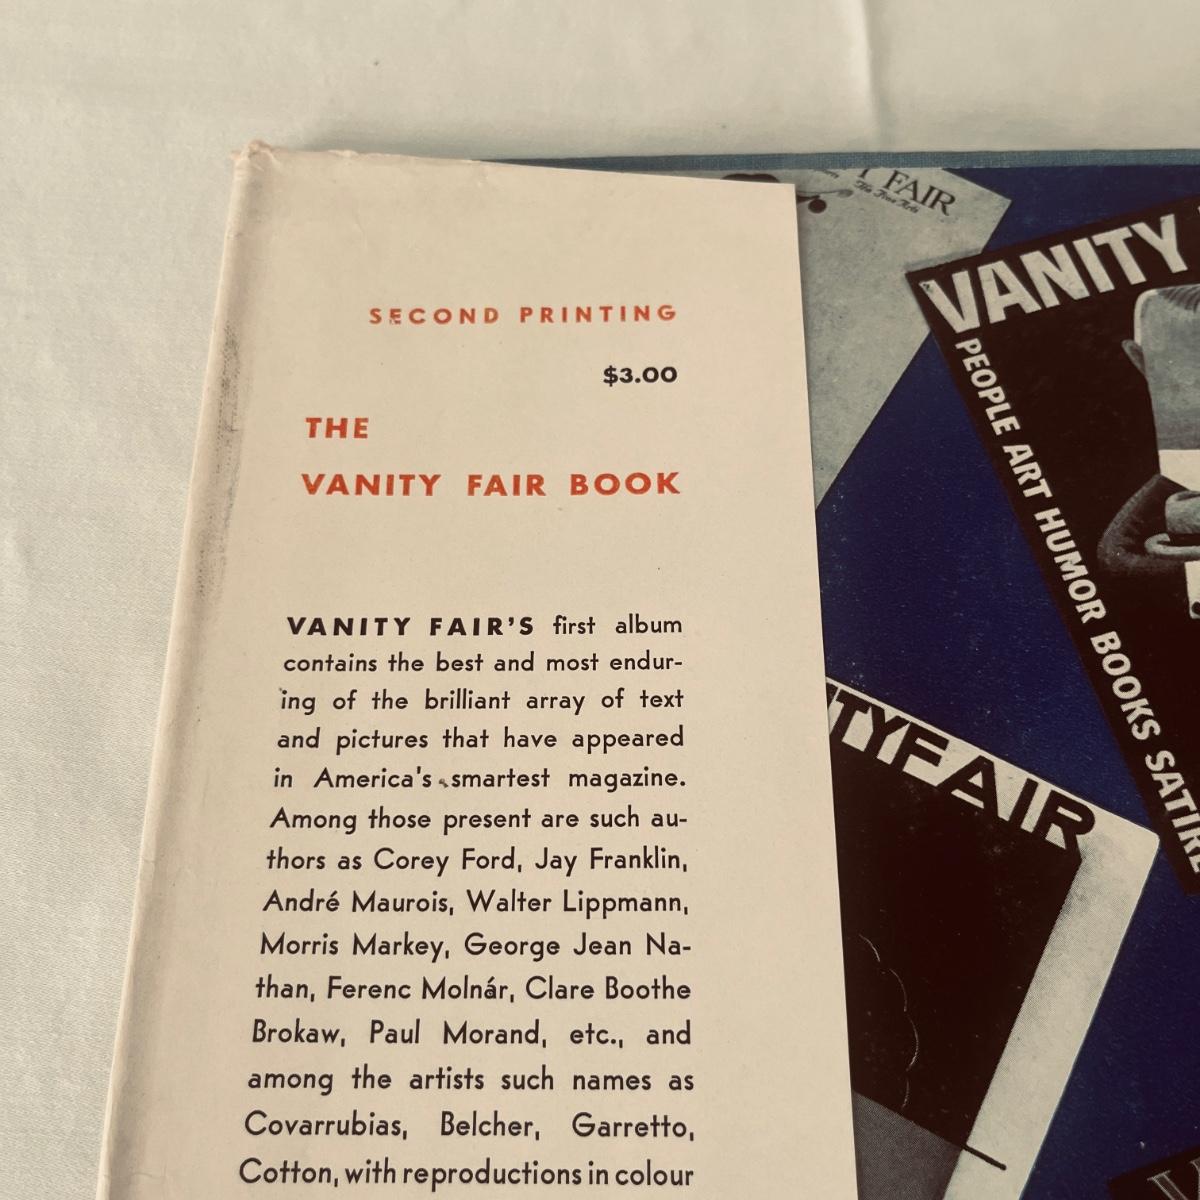 SECOND PRINTING
$3.00
THE
VANITY FAIR BOOK
VANITY FAIR'S first album
contains the best and most endur-
ing of the brilliant array of text
and pictures that have appeared
in America's smartest magazine.
Among those present are such au-
thors as Corey Ford, Jay Franklin,
André Maurois, Walter Lippmann,
Morris Markey, George Jean Na-
than, Ferenc Molnár, Clare Boothe
Brokaw, Paul Morand, etc., and
among the artists such names as
Covarrubias, Belcher, Garretto,
Cotton, with reproductions in colour
FAIR
The Fine Arts
VANITY
PEOPLE ART HUMOR BOOKS SATIRE
TYFAIR